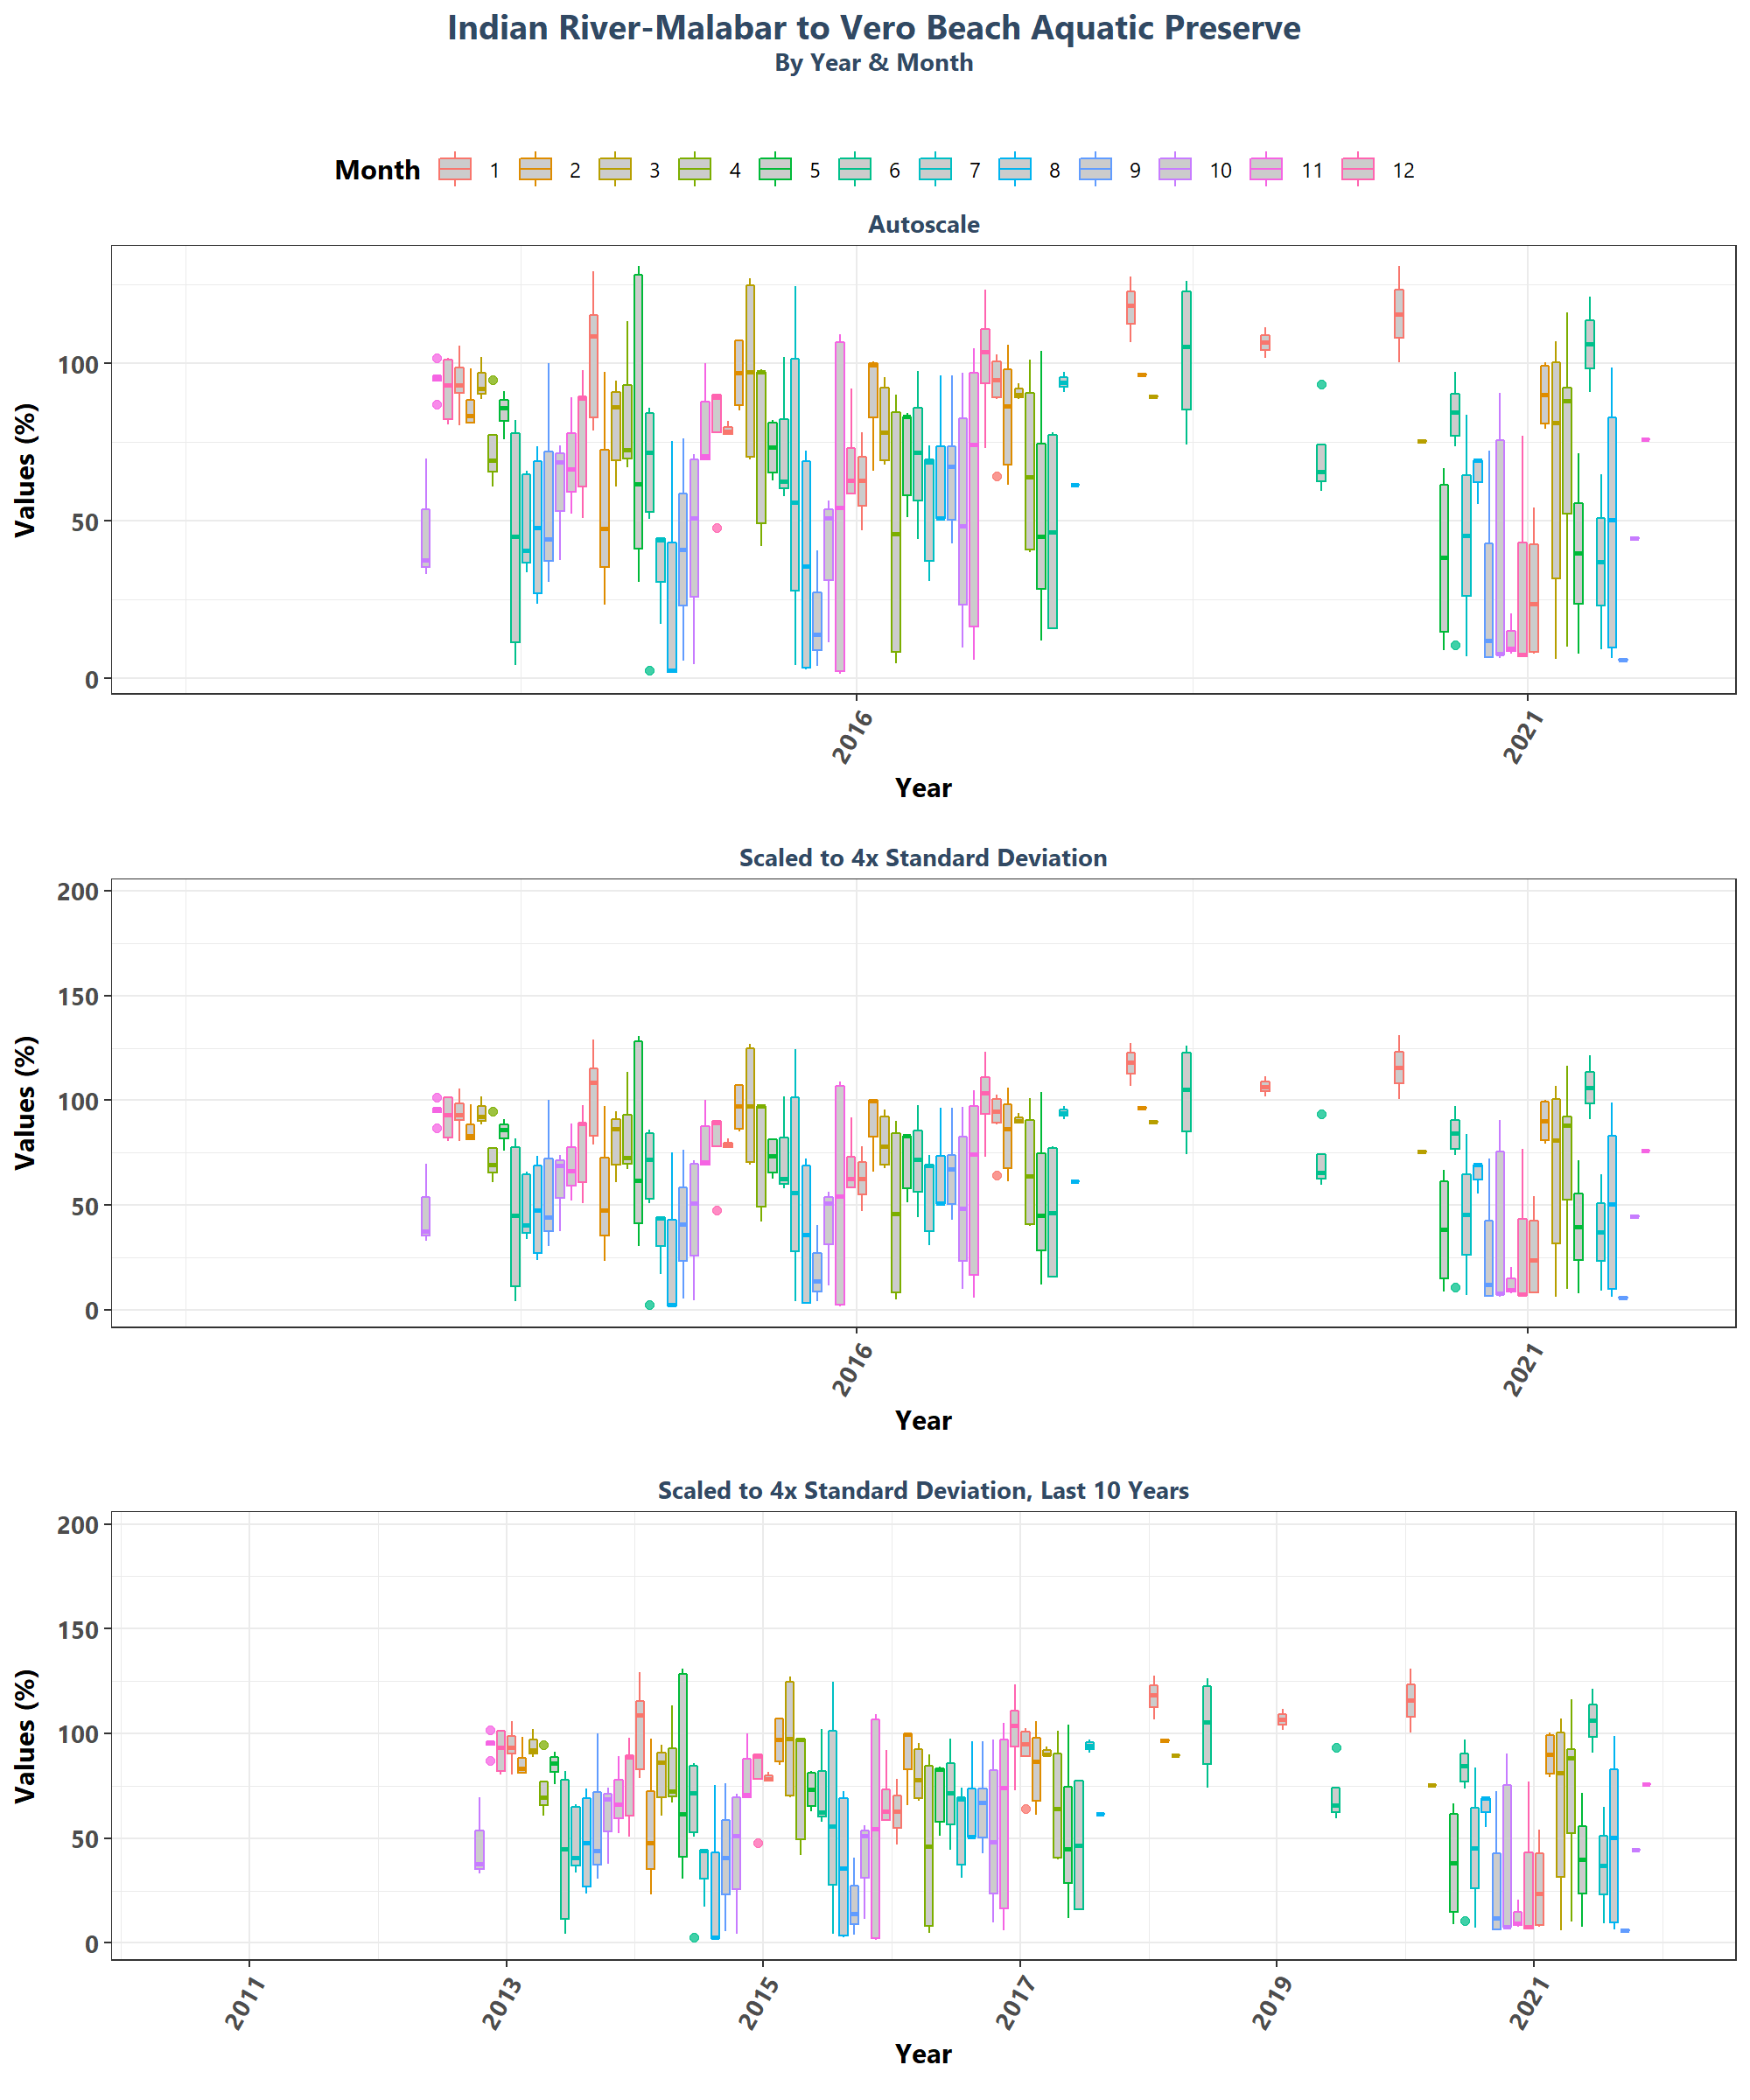 Indian River-Malabar to Vero Beach Aquatic Preserve
By Year & Month
Month 1 2 3 4 5 6 7 8 9 10 11 12
Autoscale
Values (%)
100
50
0
2016 2021
Year
Scaled to 4x Standard Deviation
Values (%)
200
150
100
50
0
2016 2021
Year
Scaled to 4x Standard Deviation, Last 10 Years
Values (%)
200
150
100
50
0
2011 2013 2015 2017 2019 2021
Year